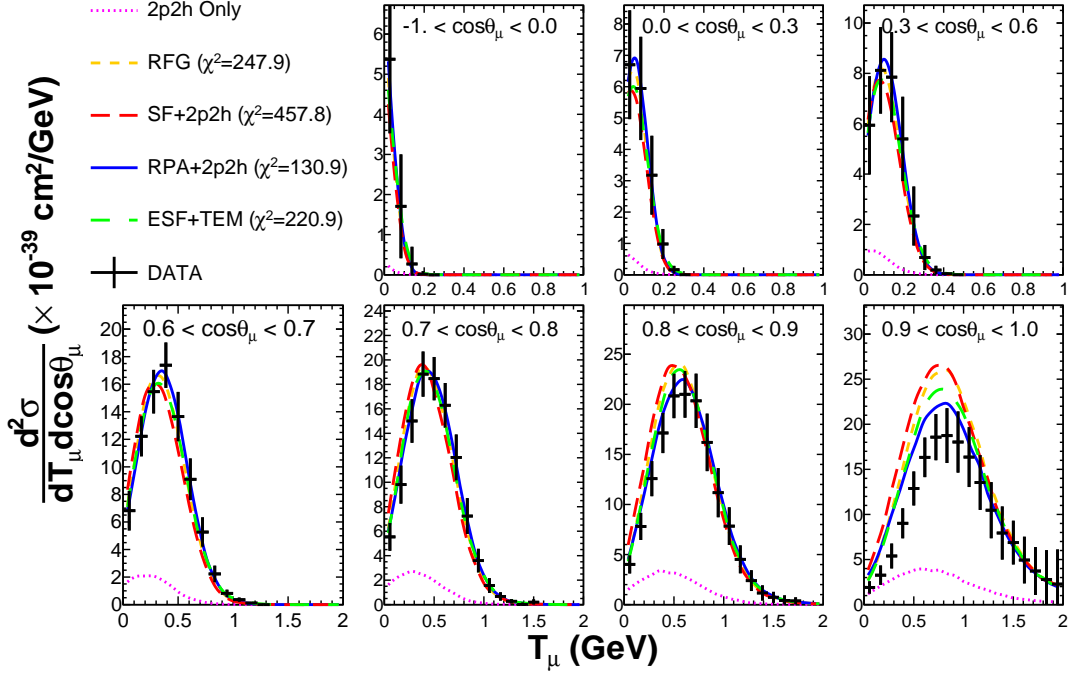 2p2h Only
RFG (χ²=247.9)
SF+2p2h (χ²=457.8)
RPA+2p2h (χ²=130.9)
ESF+TEM (χ²=220.9)
DATA
d²σ
dTμdcosθμ
(× 10⁻³⁹ cm²/GeV)
-1. < cosθμ < 0.0
0 1 2 3 4 5 6
0 0.2 0.4 0.6 0.8 1
0.0 < cosθμ < 0.3
0 1 2 3 4 5 6 7 8
0 0.2 0.4 0.6 0.8 1
0.3 < cosθμ < 0.6
0 2 4 6 8 10
0 0.2 0.4 0.6 0.8 1
0.6 < cosθμ < 0.7
0 2 4 6 8 10 12 14 16 18 20
0 0.5 1 1.5 2
0.7 < cosθμ < 0.8
0 2 4 6 8 10 12 14 16 18 20 22
0 0.5 1 1.5 2
0.8 < cosθμ < 0.9
0 5 10 15 20 25
0 0.5 1 1.5 2
0.9 < cosθμ < 1.0
0 5 10 15 20 25 30
0 0.5 1 1.5 2
Tμ (GeV)